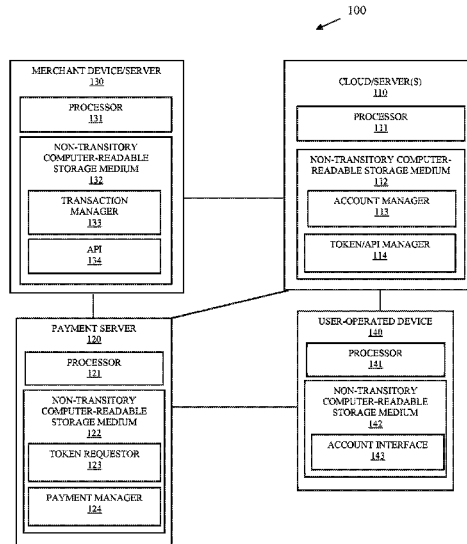 100
MERCHANT DEVICE/SERVER
130
PROCESSOR
131
NON-TRANSITORY
COMPUTER-READABLE
STORAGE MEDIUM
132
TRANSACTION
MANAGER
133
API
134
CLOUD/SERVER(S)
110
PROCESSOR
111
NON-TRANSITORY COMPUTER-
READABLE STORAGE MEDIUM
112
ACCOUNT MANAGER
113
TOKEN/API MANAGER
114
PAYMENT SERVER
120
PROCESSOR
121
NON-TRANSITORY
COMPUTER-READABLE
STORAGE MEDIUM
122
TOKEN REQUESTOR
123
PAYMENT MANAGER
124
USER-OPERATED DEVICE
140
PROCESSOR
141
NON-TRANSITORY
COMPUTER-READABLE
STORAGE MEDIUM
142
ACCOUNT INTERFACE
143